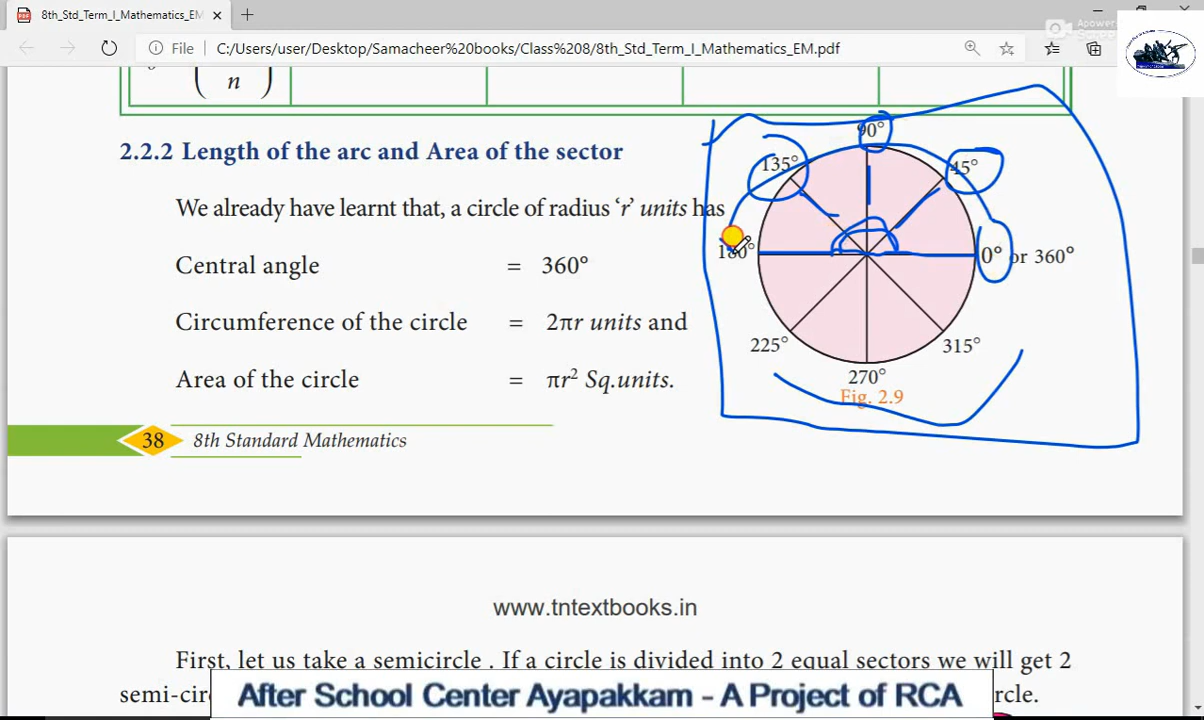 8th_Std_Term_I_Mathematics_EM
File C:/Users/user/Desktop/Samacheer%20books/Class%208/8th_Std_Term_I_Mathematics_EM.pdf
( n )
2.2.2 Length of the arc and Area of the sector
We already have learnt that, a circle of radius ‘r’ units has
Central angle = 360°
Circumference of the circle = 2πr units and
Area of the circle = πr² Sq.units.
90°
135° 45°
180° 0° or 360°
225° 315°
270°
Fig. 2.9
38 8th Standard Mathematics
www.tntextbooks.in
First, let us take a semicircle . If a circle is divided into 2 equal sectors we will get 2
semi-cir
After School Center Ayapakkam - A Project of RCA